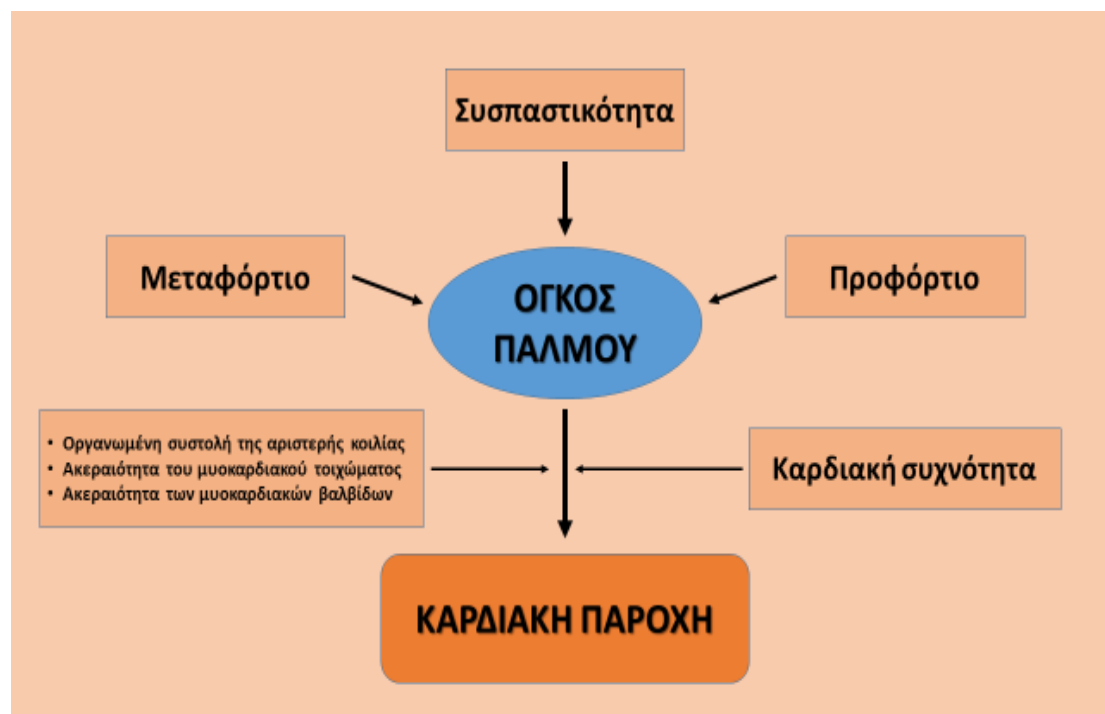 Συσπαστικότητα
Μεταφόρτιο
Προφόρτιο
ΟΓΚΟΣ
ΠΑΛΜΟΥ
• Οργανωμένη συστολή της αριστερής κοιλίας
• Ακεραιότητα του μυοκαρδιακού τοιχώματος
• Ακεραιότητα των μυοκαρδιακών βαλβίδων
Καρδιακή συχνότητα
ΚΑΡΔΙΑΚΗ ΠΑΡΟΧΗ